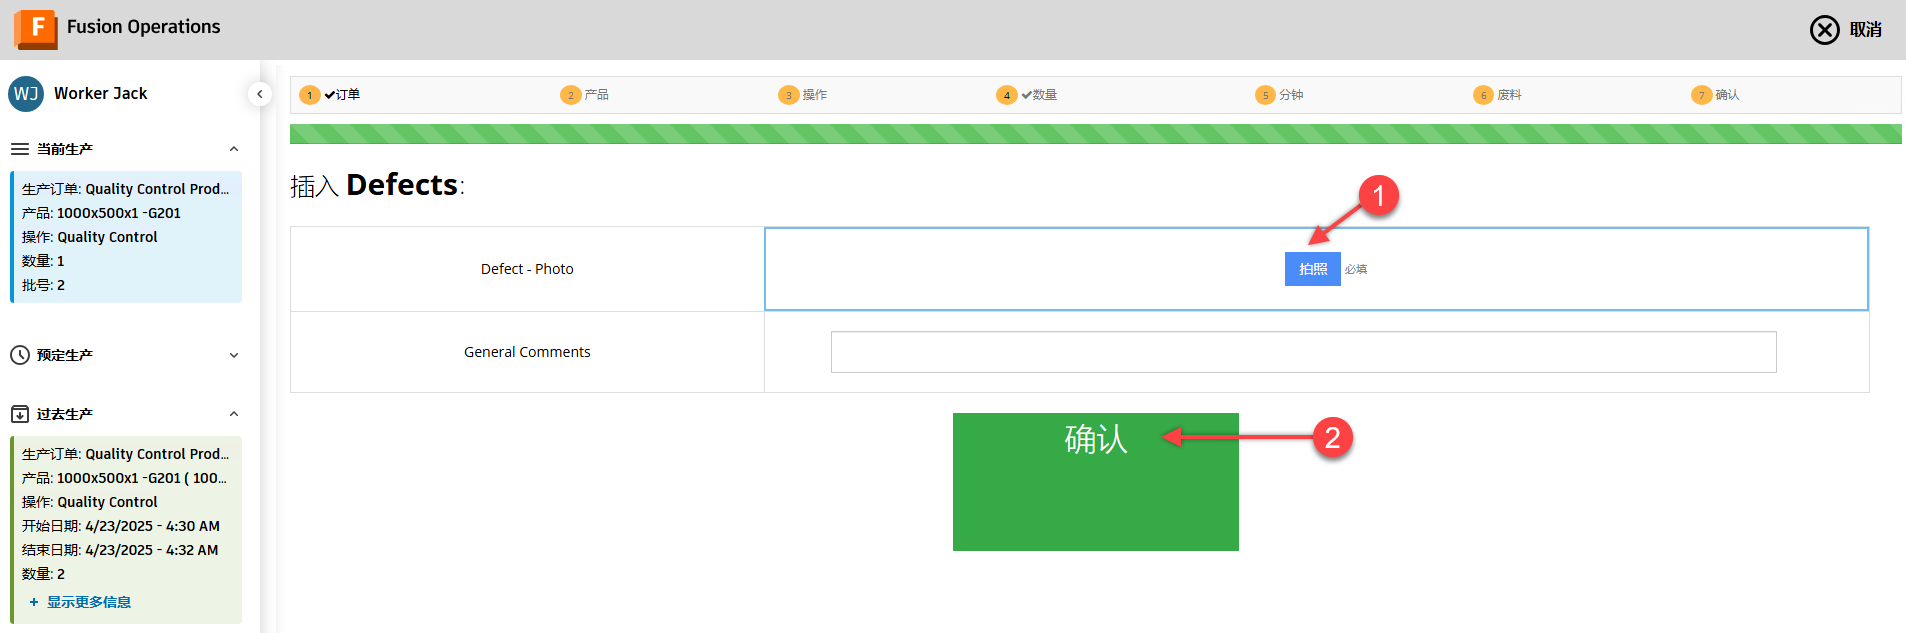 F Fusion Operations
取消
WJ Worker Jack
1 订单 2 产品 3 操作 4 数量 5 分钟 6 废料 7 确认
当前生产
生产订单: Quality Control Prod...
产品: 1000x500x1 -G201
操作: Quality Control
数量: 1
批号: 2
预定生产
过去生产
生产订单: Quality Control Prod...
产品: 1000x500x1 -G201 ( 100...
操作: Quality Control
开始日期: 4/23/2025 - 4:30 AM
结束日期: 4/23/2025 - 4:32 AM
数量: 2
+ 显示更多信息
插入 Defects:
1
Defect - Photo
拍照 必填
General Comments
确认
2